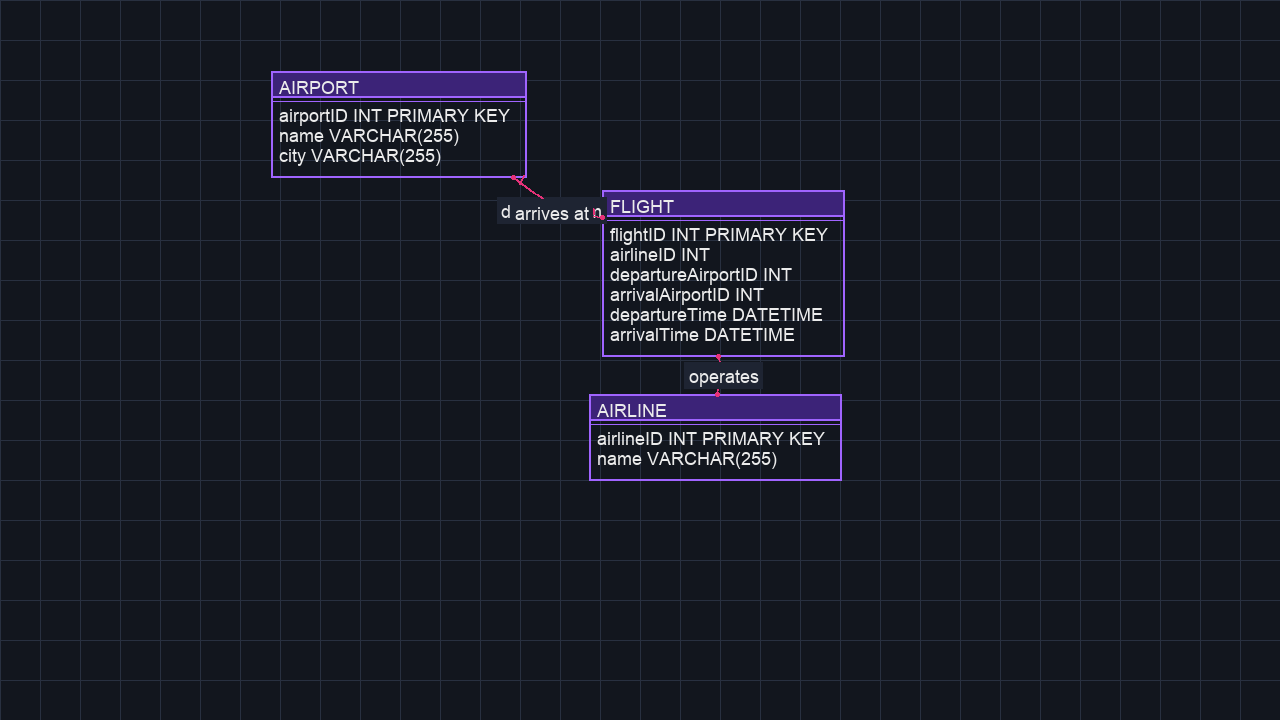 AIRPORT
airportID INT PRIMARY KEY
name VARCHAR(255)
city VARCHAR(255)
arrives at
FLIGHT
flightID INT PRIMARY KEY
airlineID INT
departureAirportID INT
arrivalAirportID INT
departureTime DATETIME
arrivalTime DATETIME
operates
AIRLINE
airlineID INT PRIMARY KEY
name VARCHAR(255)